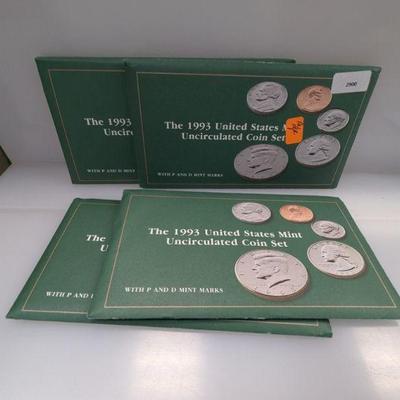 The 1993
Uncircu
WITH P AND D MINT
2900
The 1993 United States M
Uncirculated Coin Set
WITH P AND D MINT MARKS
The
U
WITH P AND
The 1993 United States Mint
Uncirculated Coin Set
WITH P AND D MINT MARKS